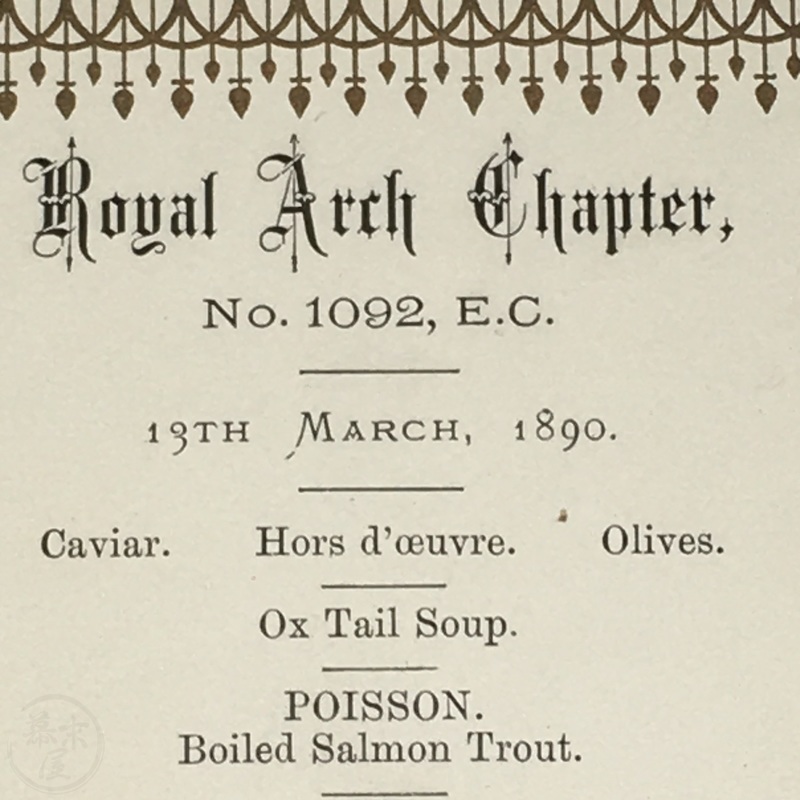 Royal Arch Chapter,
No. 1092, E.C.
13TH MARCH, 1890.
Caviar. Hors d'œuvre. Olives.
Ox Tail Soup.
POISSON.
Boiled Salmon Trout.